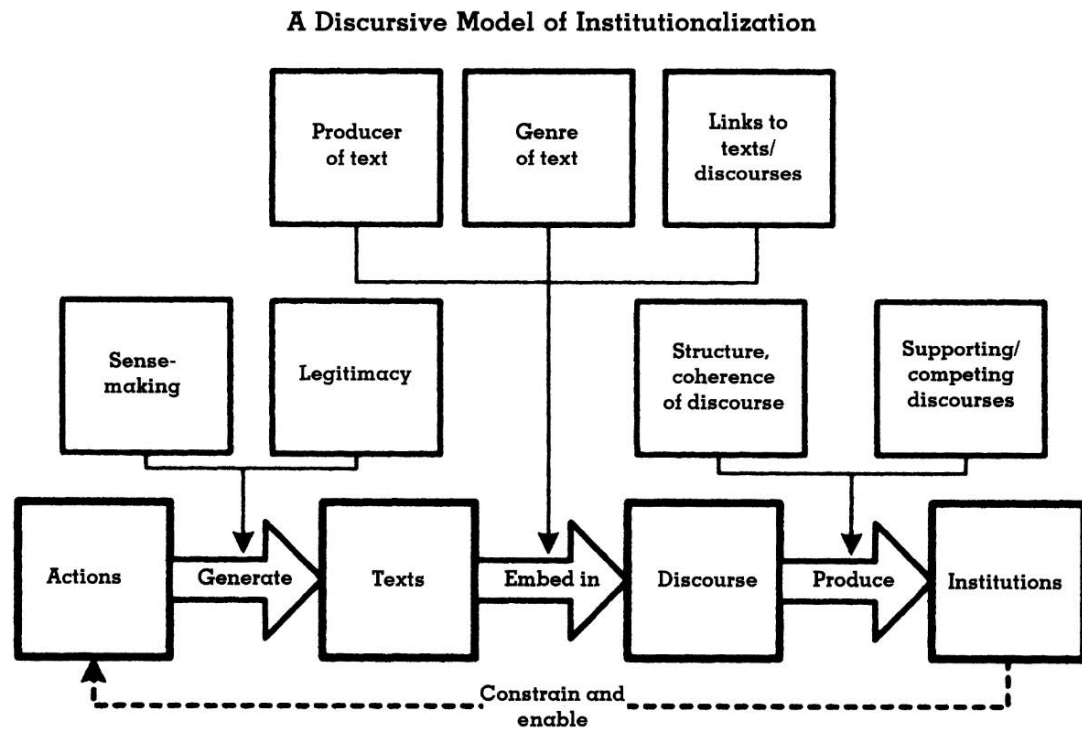 A Discursive Model of Institutionalization
Producer
of text
Genre
of text
Links to
texts/
discourses
Sense-
making
Legitimacy
Structure,
coherence
of discourse
Supporting/
competing
discourses
Actions
Generate
Texts
Embed in
Discourse
Produce
Institutions
Constrain and
enable